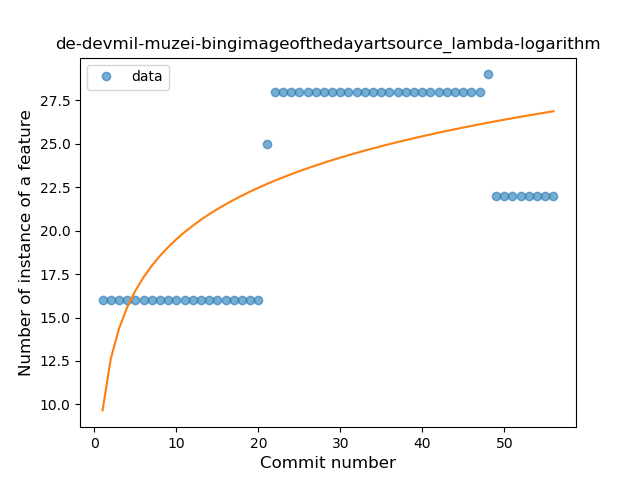 de-devmil-muzei-bingimageofthedayartsource_lambda-logarithm
data
Number of instance of a feature
27.5
25.0
22.5
20.0
17.5
15.0
12.5
10.0
0 10 20 30 40 50
Commit number